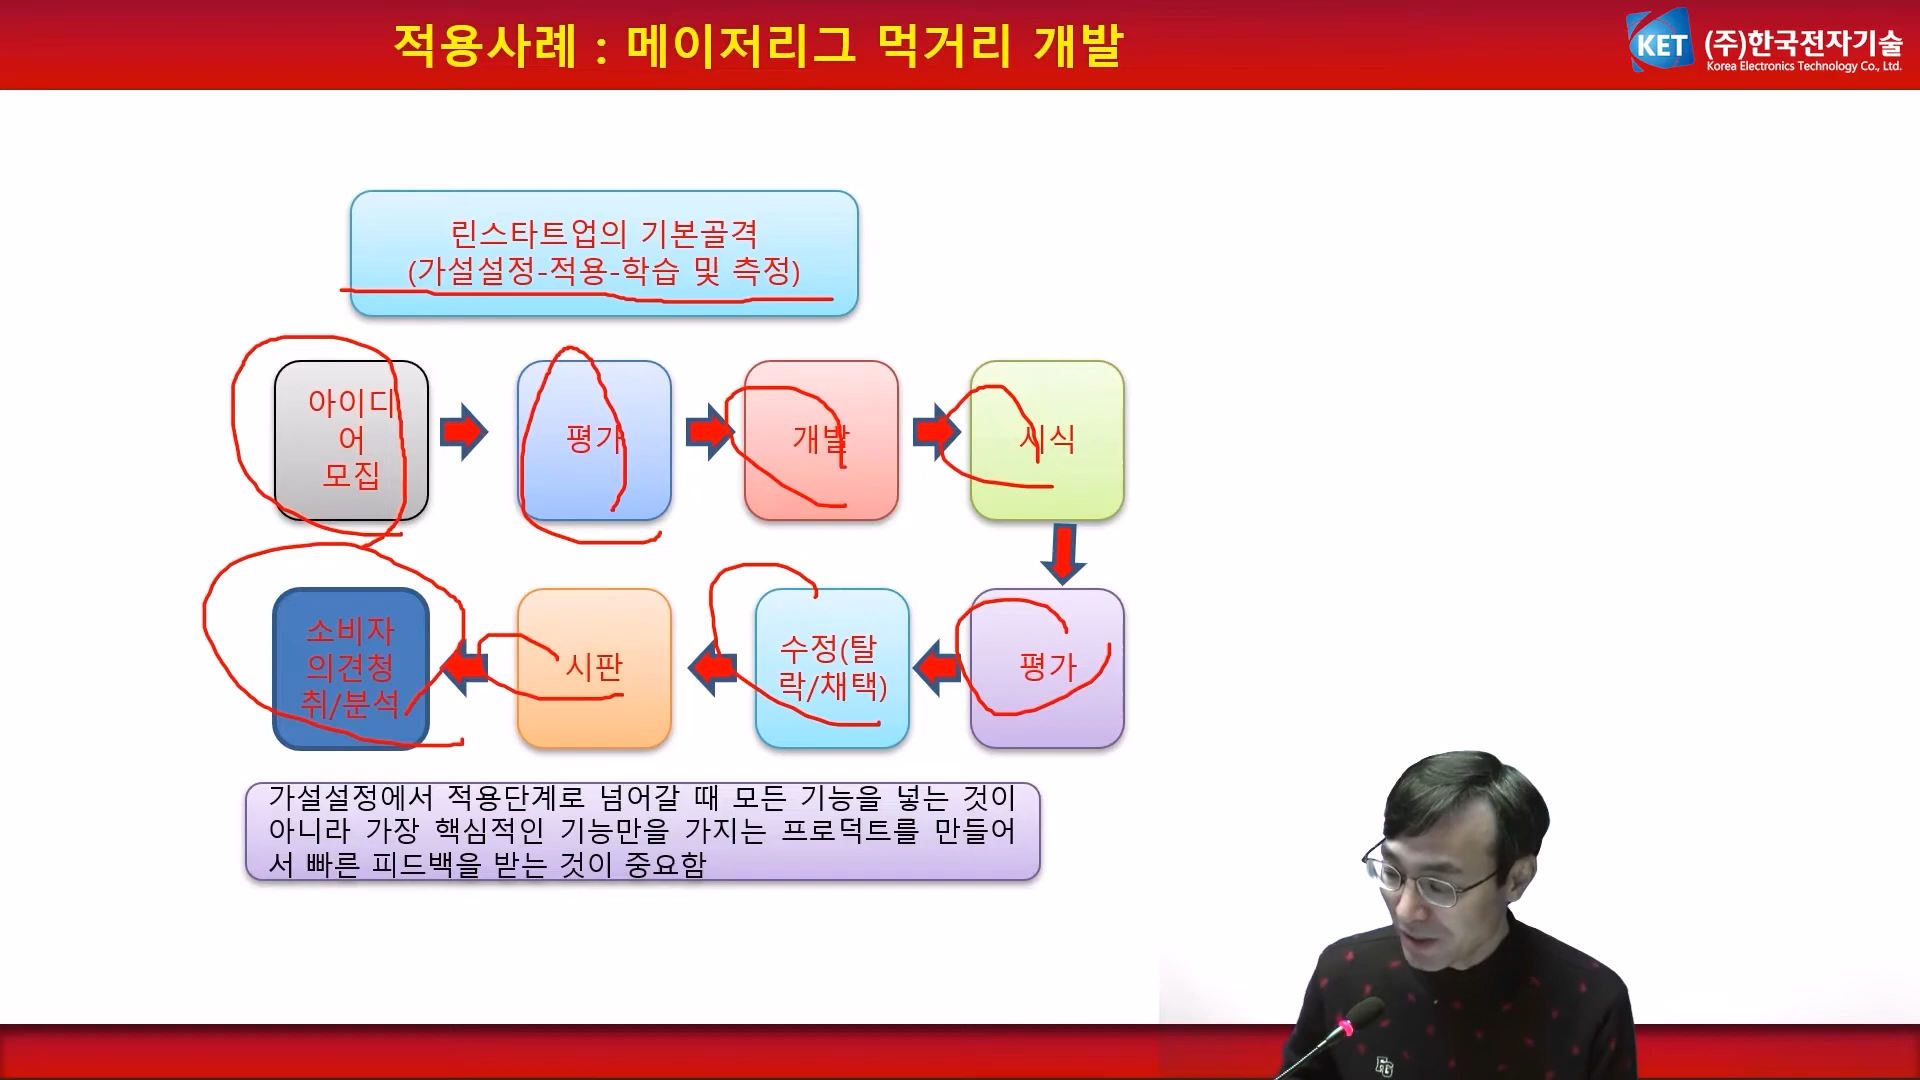 적용사례 : 메이저리그 먹거리 개발
KET
(주)한국전자기술
Korea Electronics Technology Co., Ltd.
린스타트업의 기본골격
(가설설정-적용-학습 및 측정)
아이디
어
모집
평가
개발
시식
소비자
의견청
취/분석
시판
수정(탈
락/채택)
평가
가설설정에서 적용단계로 넘어갈 때 모든 기능을 넣는 것이
아니라 가장 핵심적인 기능만을 가지는 프로덕트를 만들어
서 빠른 피드백을 받는 것이 중요함